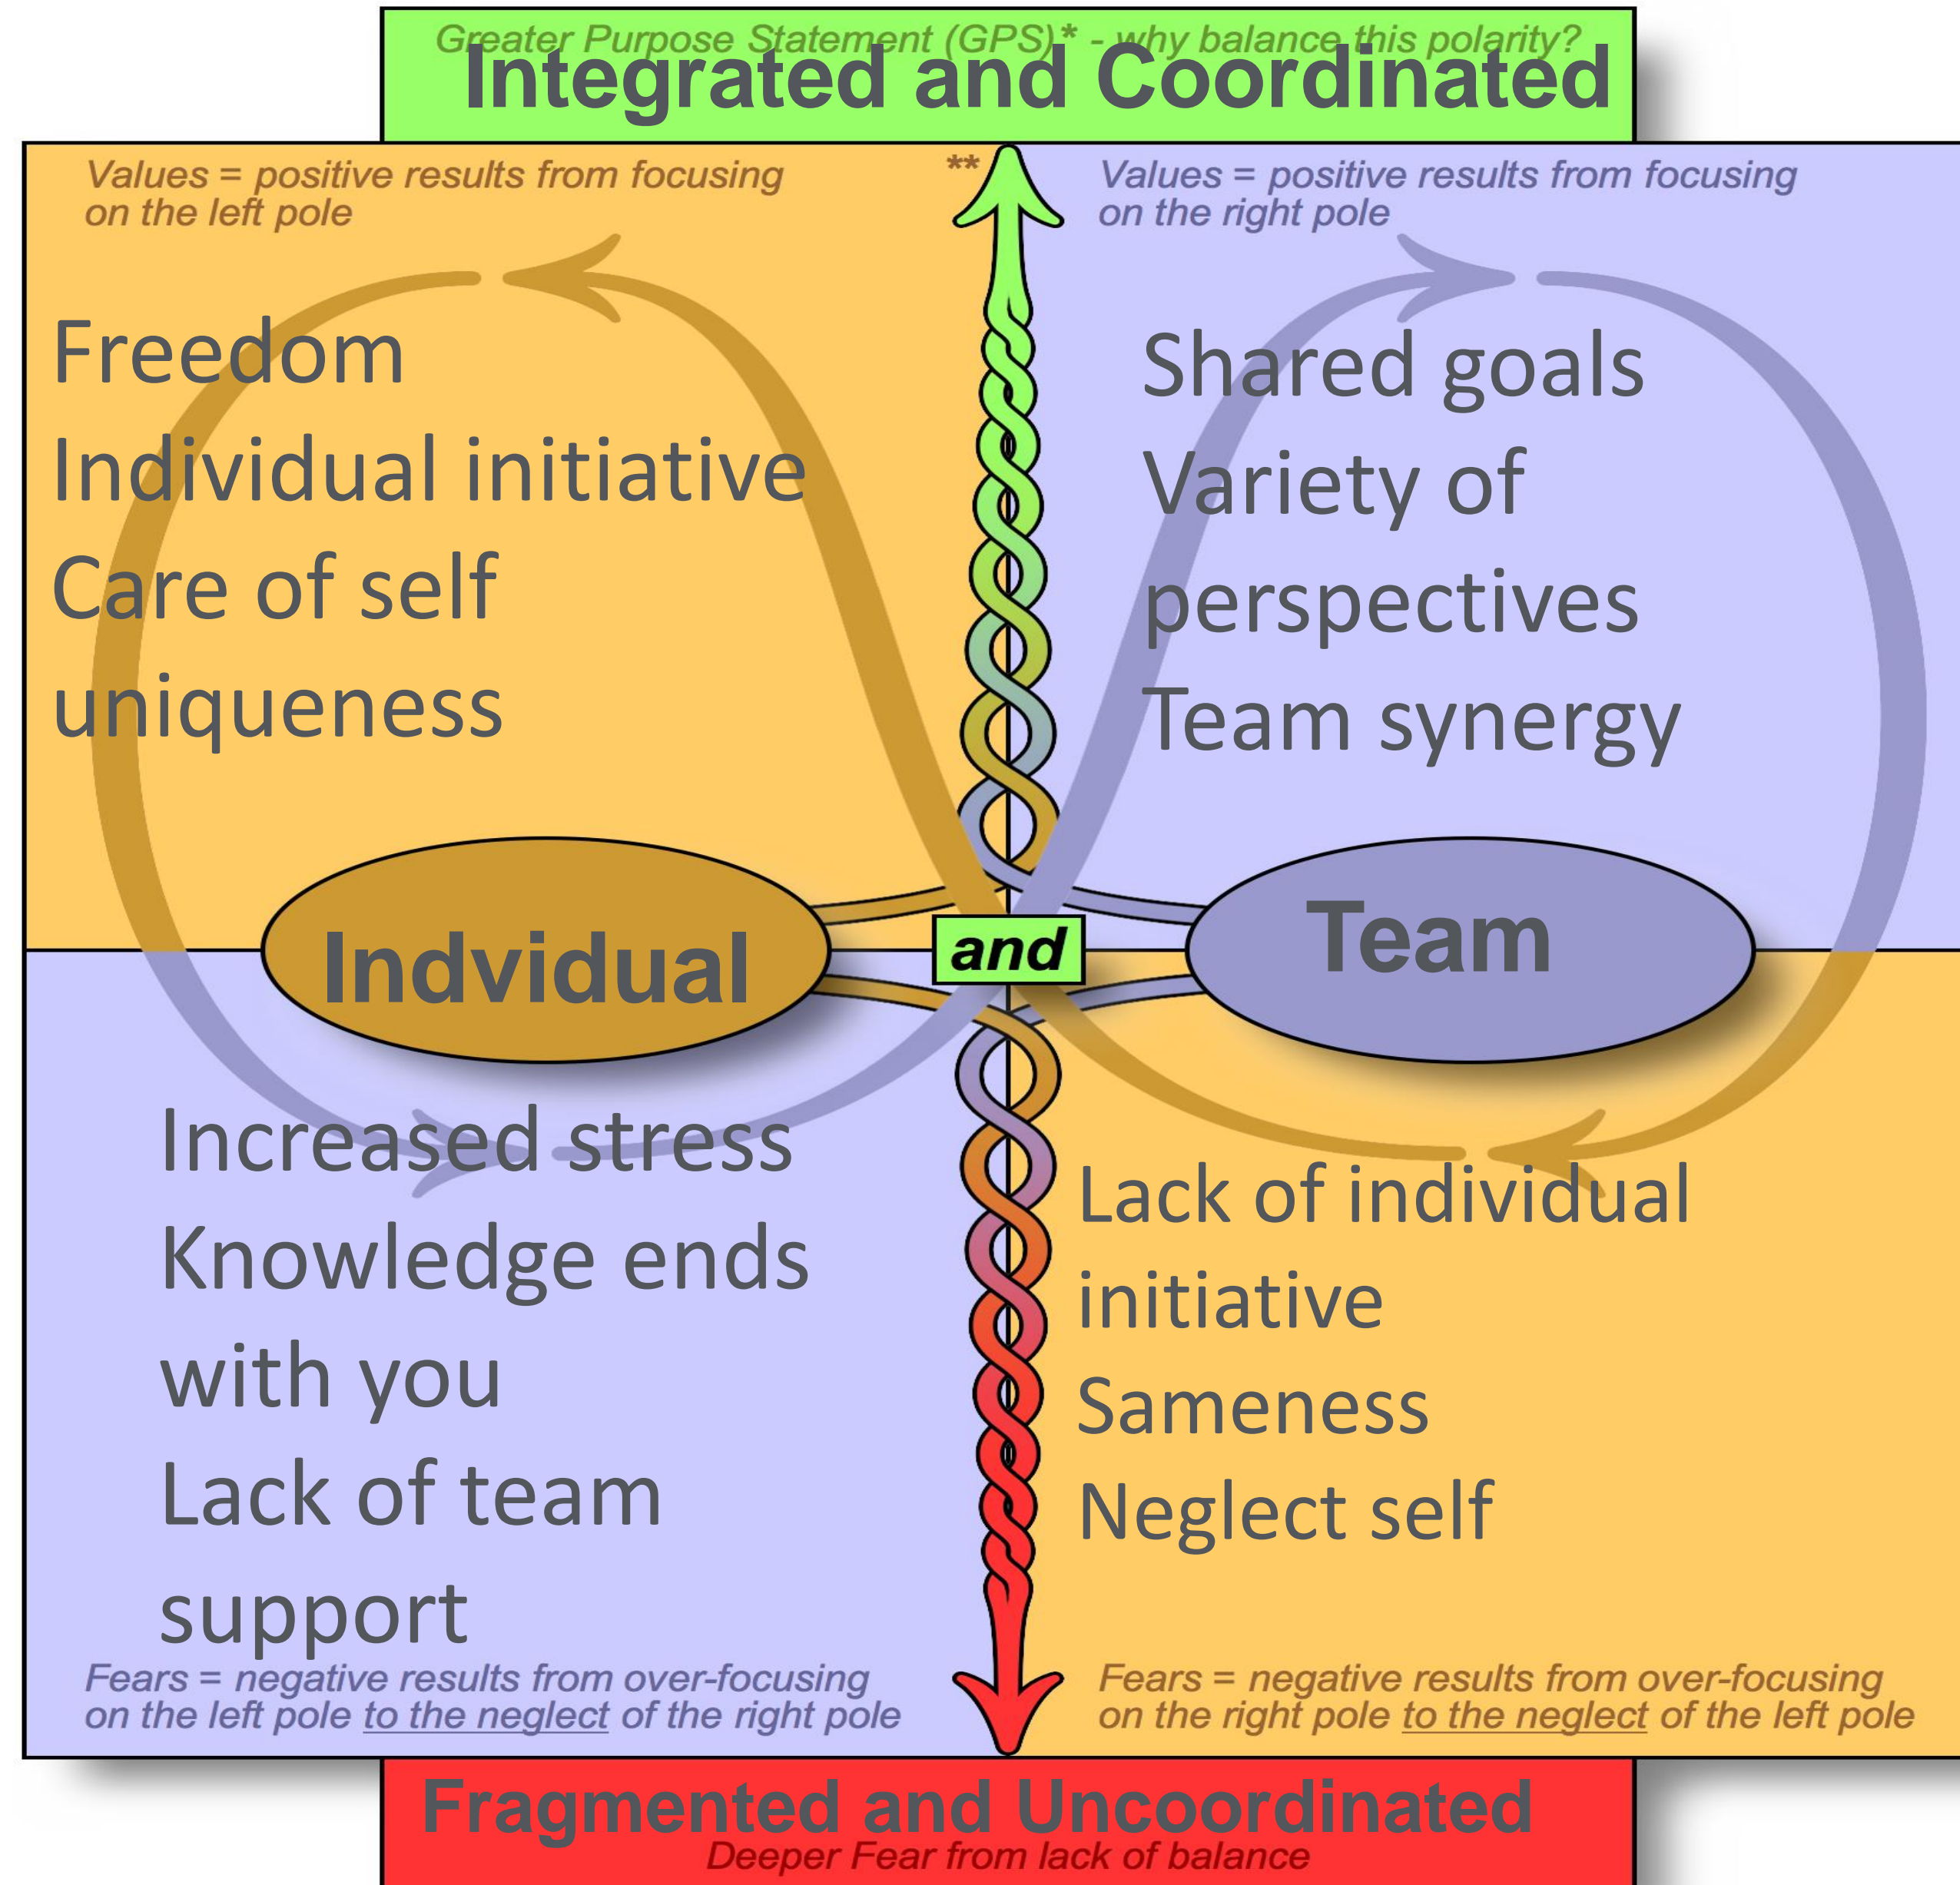 Greater Purpose Statement (GPS)* - why balance this polarity?
Integrated and Coordinated
Values = positive results from focusing
on the left pole
**
Values = positive results from focusing
on the right pole
Freedom
Individual initiative
Care of self
uniqueness
Shared goals
Variety of
perspectives
Team synergy
Indvidual
and
Team
Increased stress
Knowledge ends
with you
Lack of team
support
Lack of individual
initiative
Sameness
Neglect self
Fears = negative results from over-focusing
on the left pole to the neglect of the right pole
Fears = negative results from over-focusing
on the right pole to the neglect of the left pole
Fragmented and Uncoordinated
Deeper Fear from lack of balance